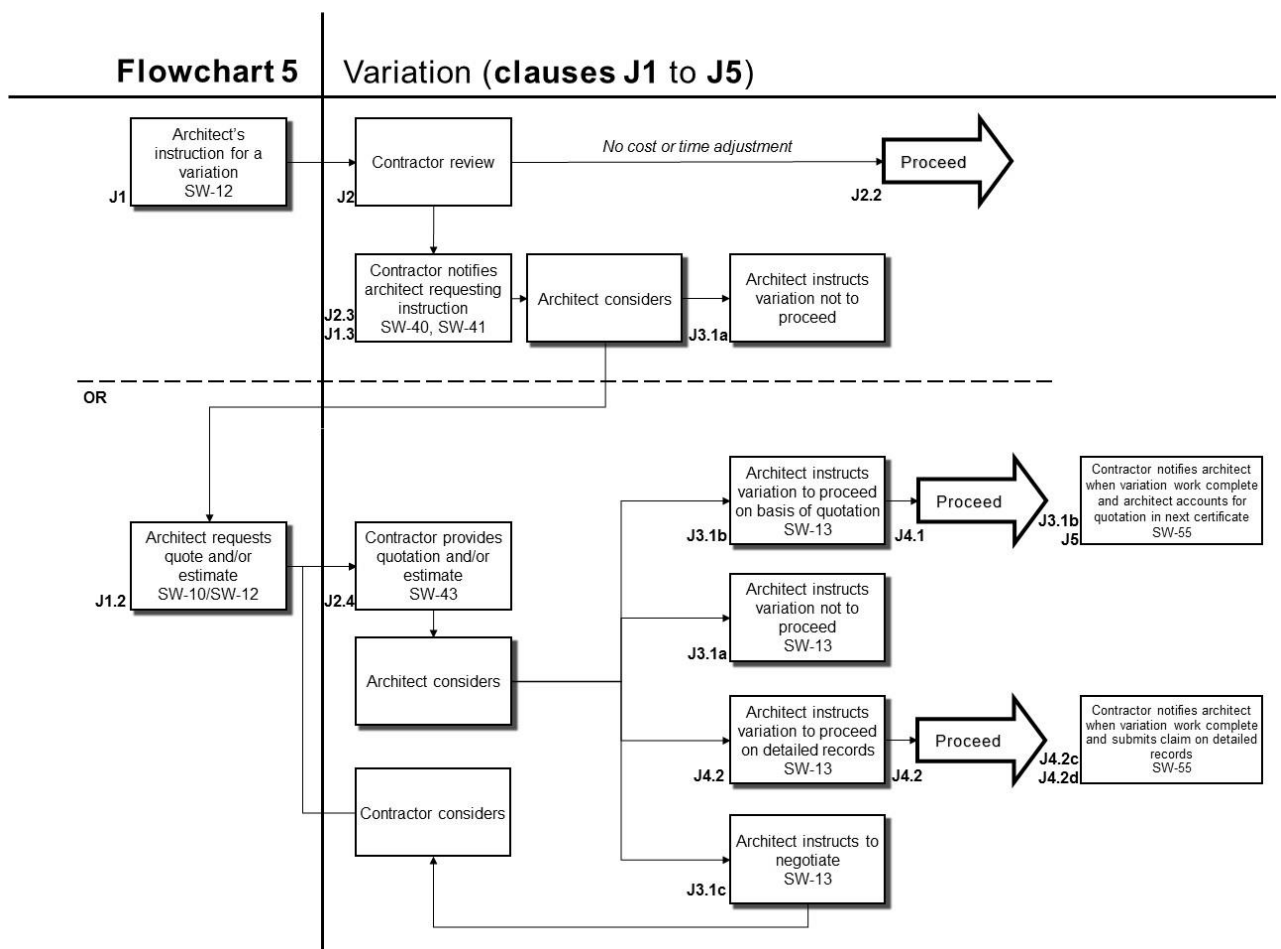 Flowchart 5
Variation (clauses J1 to J5)
Architect's
instruction for a
variation
SW-12
J1
Contractor review
J2
No cost or time adjustment
Proceed
J2.2
Contractor notifies
architect requesting
instruction
SW-40, SW-41
J2.3
J1.3
Architect considers
Architect instructs
variation not to
proceed
J3.1a
OR
Architect requests
quote and/or
estimate
SW-10/SW-12
J1.2
Contractor provides
quotation and/or
estimate
SW-43
J2.4
Architect considers
Contractor considers
Architect instructs
variation to proceed
on basis of quotation
SW-13
J3.1b
Proceed
J4.1
Contractor notifies architect
when variation work complete
and architect accounts for
quotation in next certificate
SW-55
J3.1b
J5
Architect instructs
variation not to
proceed
SW-13
J3.1a
Architect instructs
variation to proceed
on detailed records
SW-13
J4.2
Proceed
J4.2
Contractor notifies architect
when variation work complete
and submits claim on detailed
records
SW-55
J4.2c
J4.2d
Architect instructs to
negotiate
SW-13
J3.1c